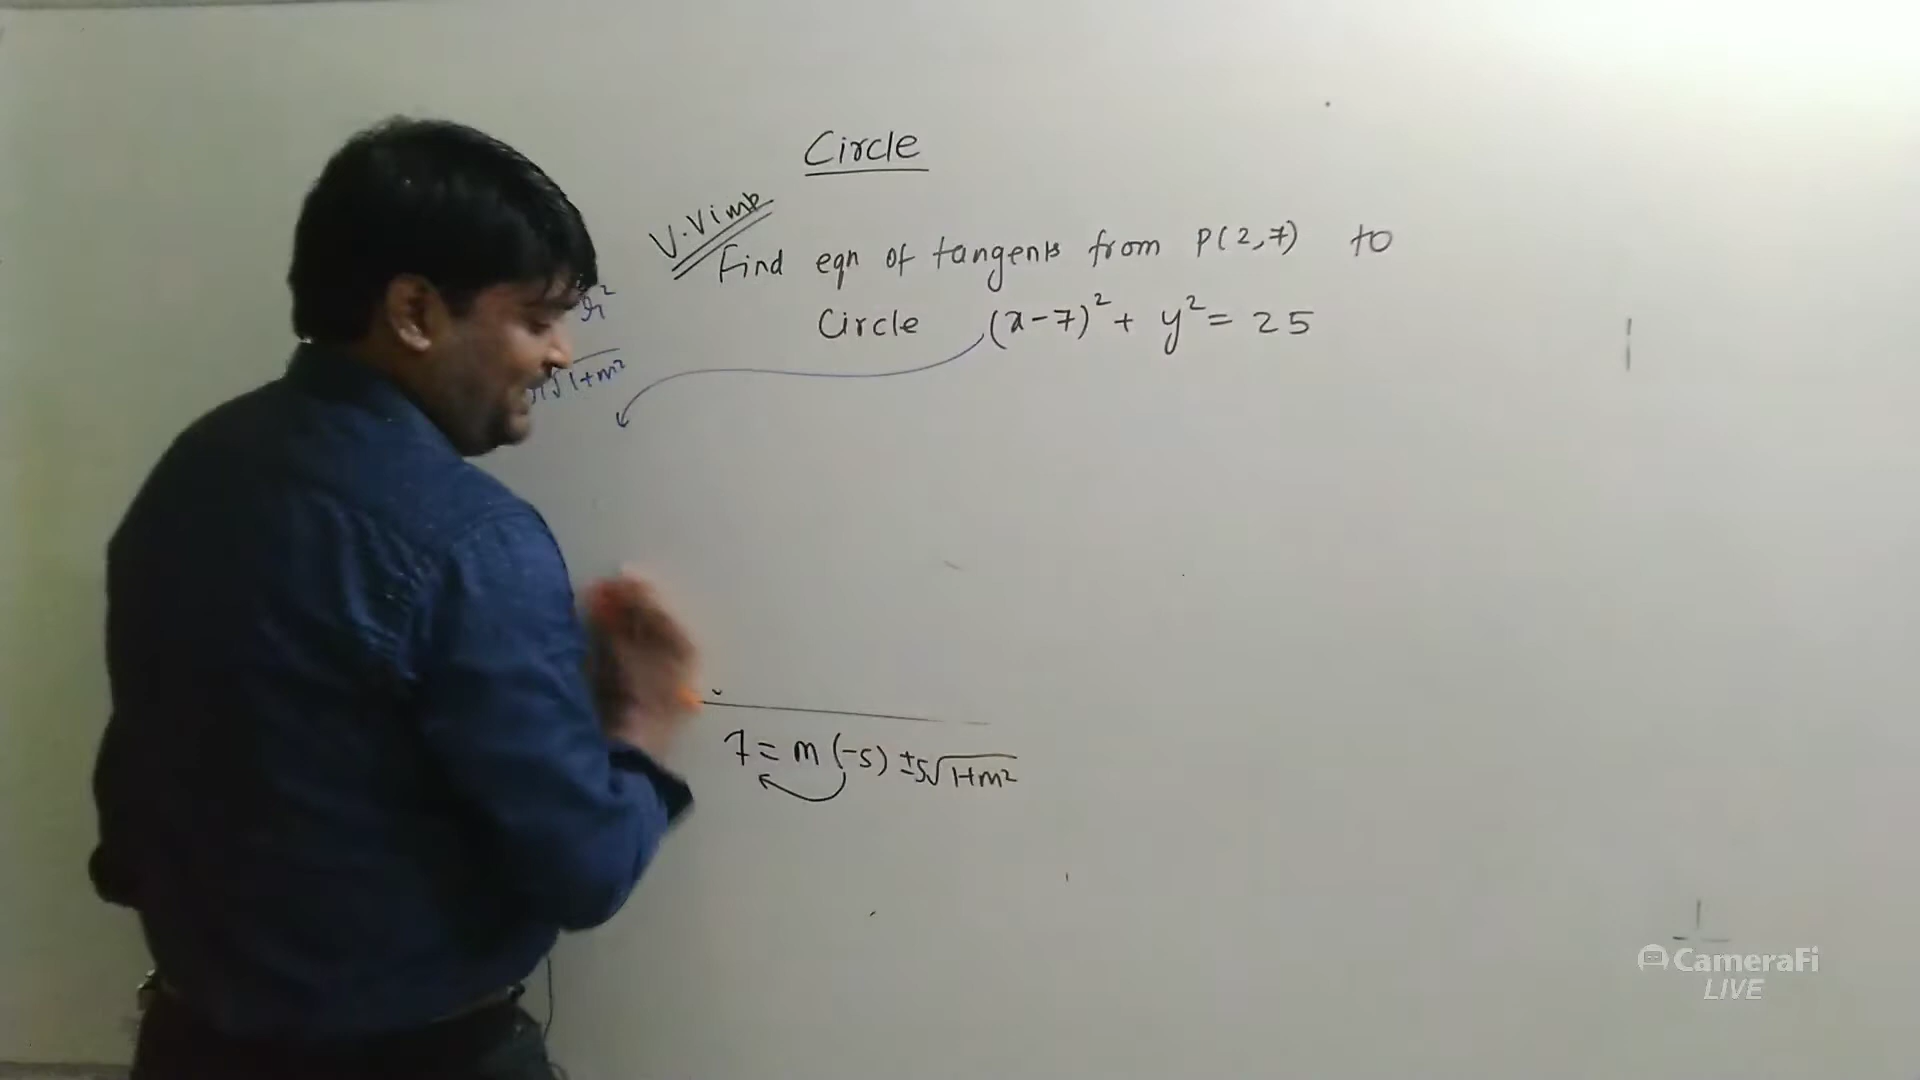 Circle
V.Vimp
Find eqn of tangents from P(2,7) to
Circle (x-7)² + y² = 25
r²
√1+m²
7 = m(-5) ±5√1+m²
CameraFi
LIVE